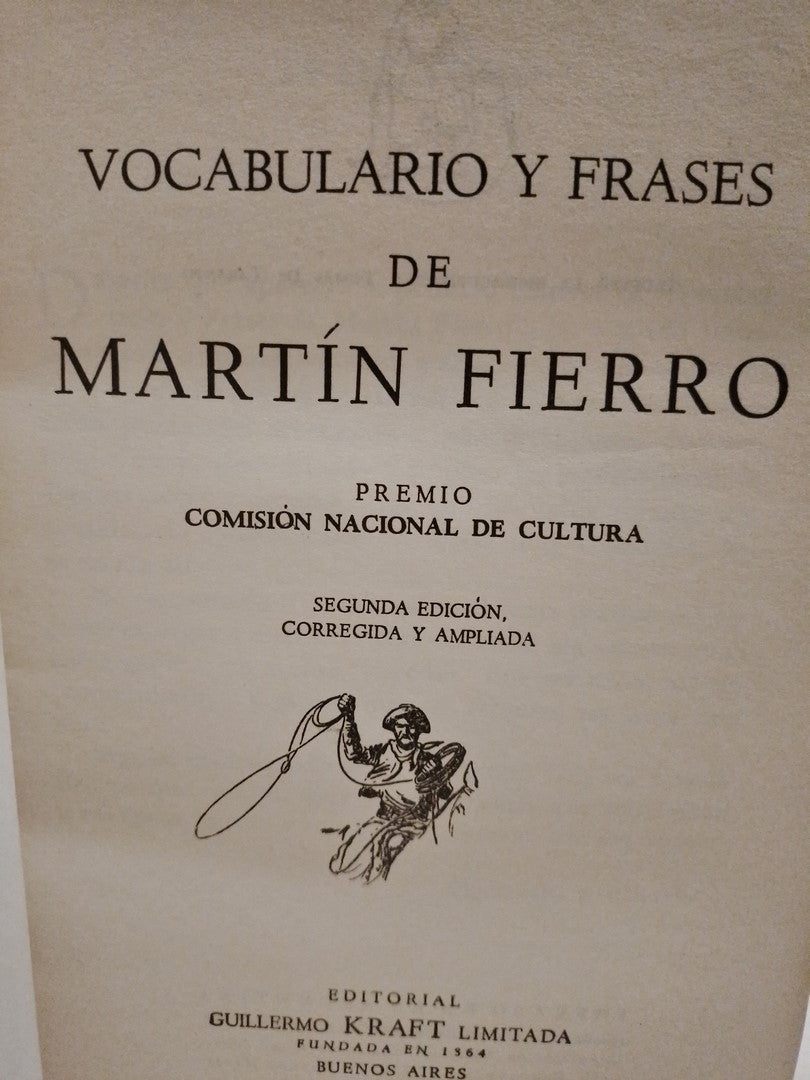 VOCABULARIO Y FRASES
DE
MARTÍN FIERRO
PREMIO
COMISIÓN NACIONAL DE CULTURA
SEGUNDA EDICIÓN,
CORREGIDA Y AMPLIADA
EDITORIAL
GUILLERMO KRAFT LIMITADA
FUNDADA EN 1864
BUENOS AIRES